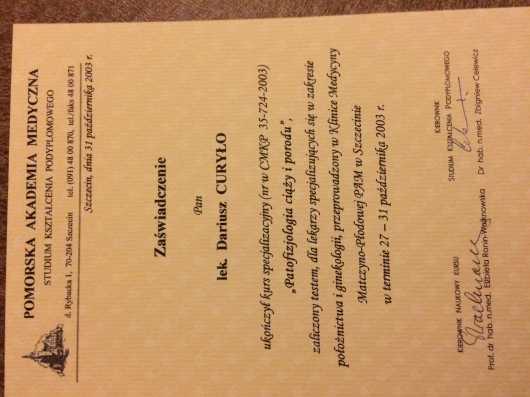 POMORSKA AKADEMIA MEDYCZNA
STUDIUM KSZTAŁCENIA PODYPLOMOWEGO
ul. Rybacka 1, 70-204 Szczecin tel. (091) 48 00 870, tel./faks 48 00 871
Szczecin, dnia 31 października 2003 r.
Zaświadczenie
Pan
lek. Dariusz CURYŁO
ukończył kurs specjalizacyjny (nr w CMKP 35-724-2003)
„Patofizjologia ciąży i porodu”,
zaliczony testem, dla lekarzy specjalizujących się w zakresie
położnictwa i ginekologii, przeprowadzony w Klinice Medycyny
Matczyno-Płodowej PAM w Szczecinie
w terminie 27 – 31 październik 2003 r.
KIEROWNIK NAUKOWY KURSU
Prof. dr hab. n.med. Elżbieta Ronin-Walknowska
KIEROWNIK
STUDIUM KSZTAŁCENIA PODYPLOMOWEGO
Dr hab. n.med. Zbigniew Celewicz